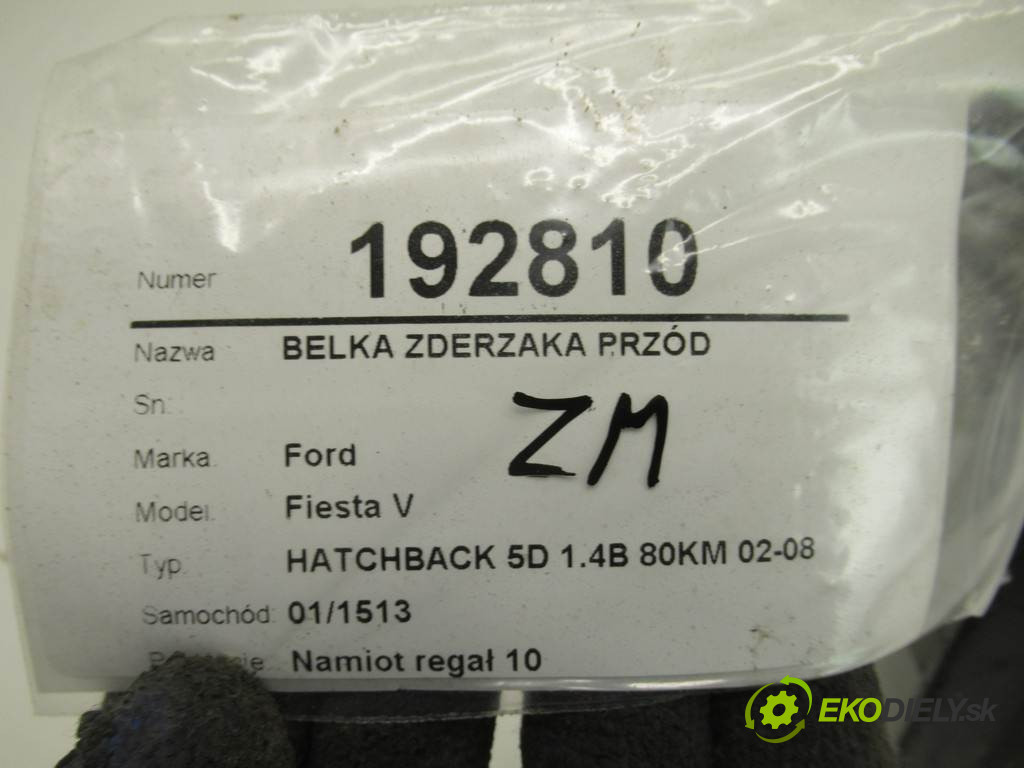 Numer 192810
Nazwa BELKA ZDERZAKA PRZÓD
Sn:
ZM
Marka: Ford
Model: Fiesta V
Typ: HATCHBACK 5D 1.4B 80KM 02-08
Samochód: 01/1513
Namiot regał 10
EKODIELY.sk